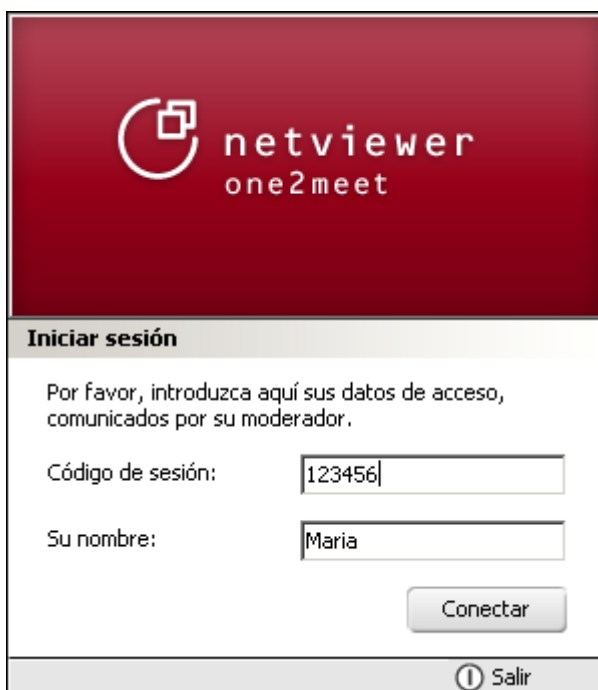 netviewer
one2meet
Iniciar sesión
Por favor, introduzca aquí sus datos de acceso,
comunicados por su moderador.
Código de sesión: 123456
Su nombre: Maria
Conectar
Salir